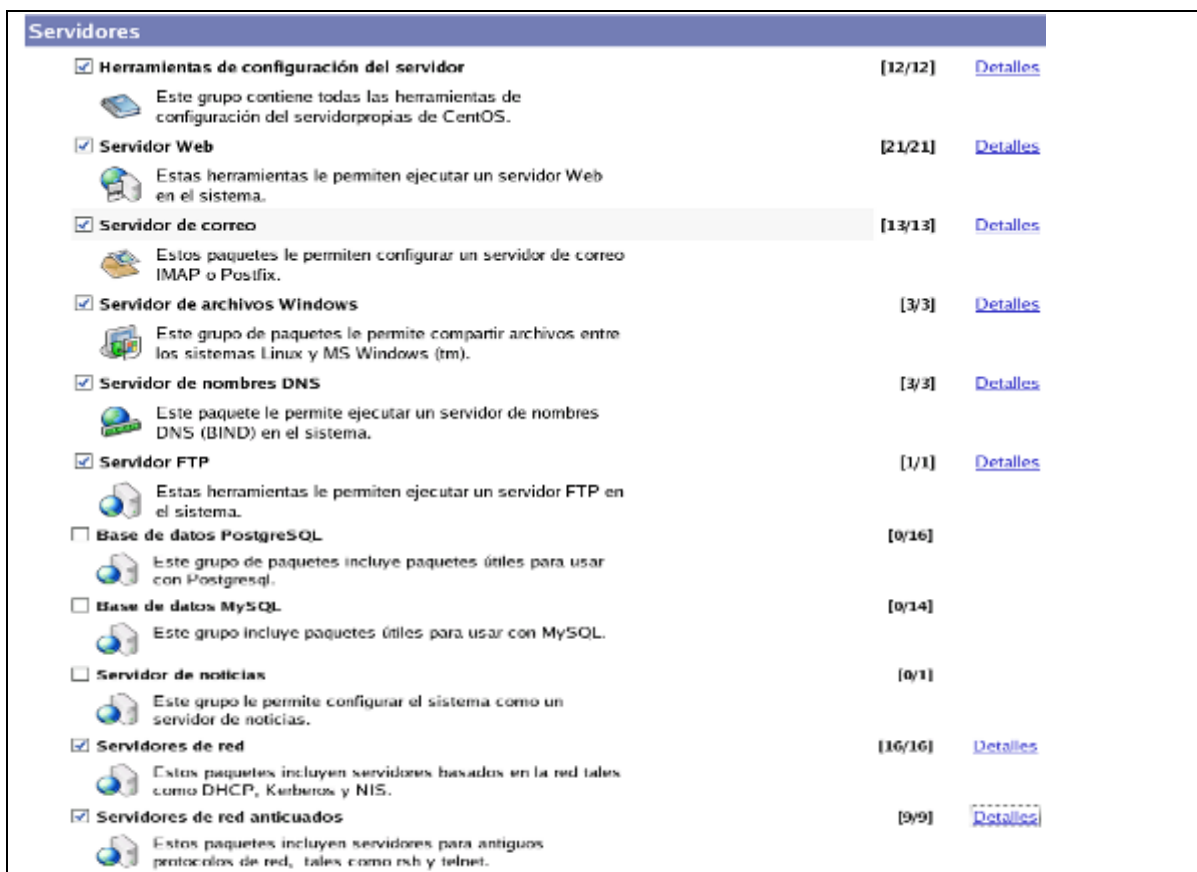 Servidores
Herramientas de configuración del servidor [12/12] Detalles
Este grupo contiene todas las herramientas de
configuración del servidorpropias de CentOS.
Servidor Web [21/21] Detalles
Estas herramientas le permiten ejecutar un servidor Web
en el sistema.
Servidor de correo [13/13] Detalles
Estos paquetes le permiten configurar un servidor de correo
IMAP o Postfix.
Servidor de archivos Windows [3/3] Detalles
Este grupo de paquetes le permite compartir archivos entre
los sistemas Linux y MS Windows (tm).
Servidor de nombres DNS [3/3] Detalles
Este paquete le permite ejecutar un servidor de nombres
DNS (BIND) en el sistema.
Servidor FTP [1/1] Detalles
Estas herramientas le permiten ejecutar un servidor FTP en
el sistema.
Base de datos PostgreSQL [0/16]
Este grupo de paquetes incluye paquetes útiles para usar
con Postgresql.
Base de datos MySQL [0/14]
Este grupo incluye paquetes útiles para usar con MySQL.
Servidor de noticias [0/1]
Este grupo le permite configurar el sistema como un
servidor de noticias.
Servidores de red [16/16] Detalles
Estos paquetes incluyen servidores basados en la red tales
como DHCP, Kerberos y NIS.
Servidores de red anticuados [9/9] Detalles
Estos paquetes incluyen servidores para antiguos
protocolos de red, tales como rsh y telnet.